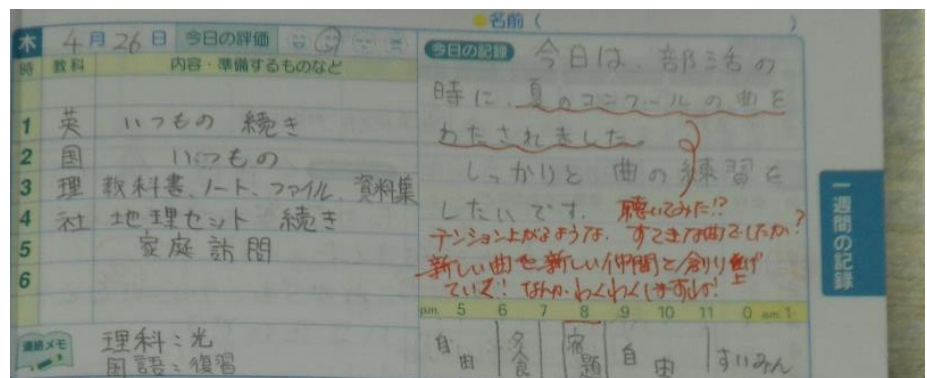 名前（　）
木 4月26日 今日の評価
時 教科 内容・準備するものなど
1 英 いつもの 続き
2 国 いつもの
3 理 教科書、ノート、ファイル、資料集
4 社 地理セット 続き
5 家庭訪問
6
連絡メモ 理科：光
国語：復習
今日の記録 今日は、部活の
時に、夏のコンクールの曲を
わたされました。
しっかりと曲の練習を
したいです。 聴いてみた!?
テンション上がるような、すてきな曲でしたか?
新しい曲を新しい仲間と創り上げ
ていく! なんか、わくわくしますね!
p.m. 5 6 7 8 9 10 11 0 a.m. 1
自由 夕食 宿題 自由 すいみん
一週間の記録